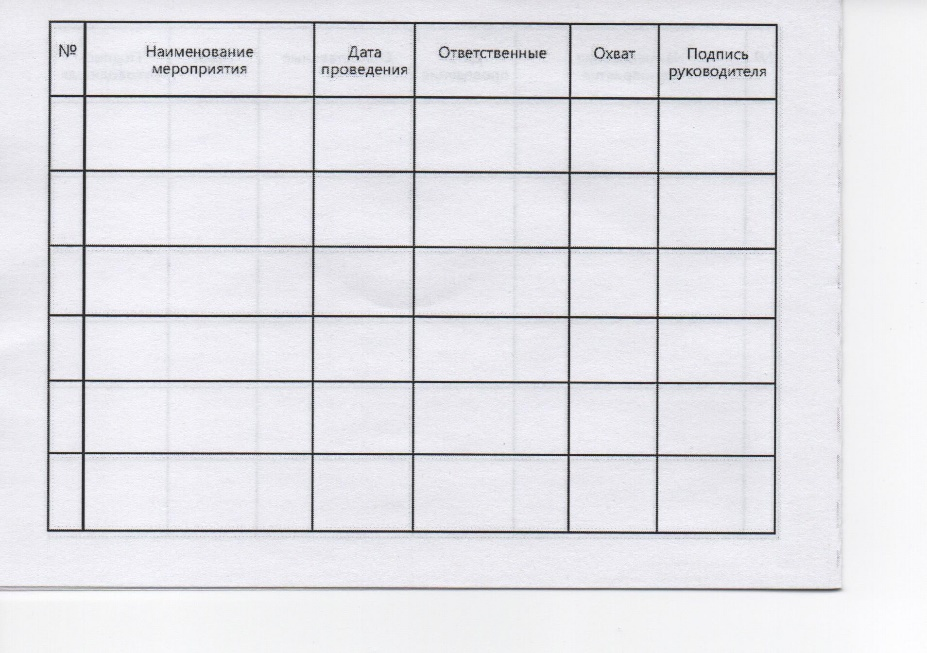 №
Наименование
мероприятия
Дата
проведения
Ответственные
Охват
Подпись
руководителя